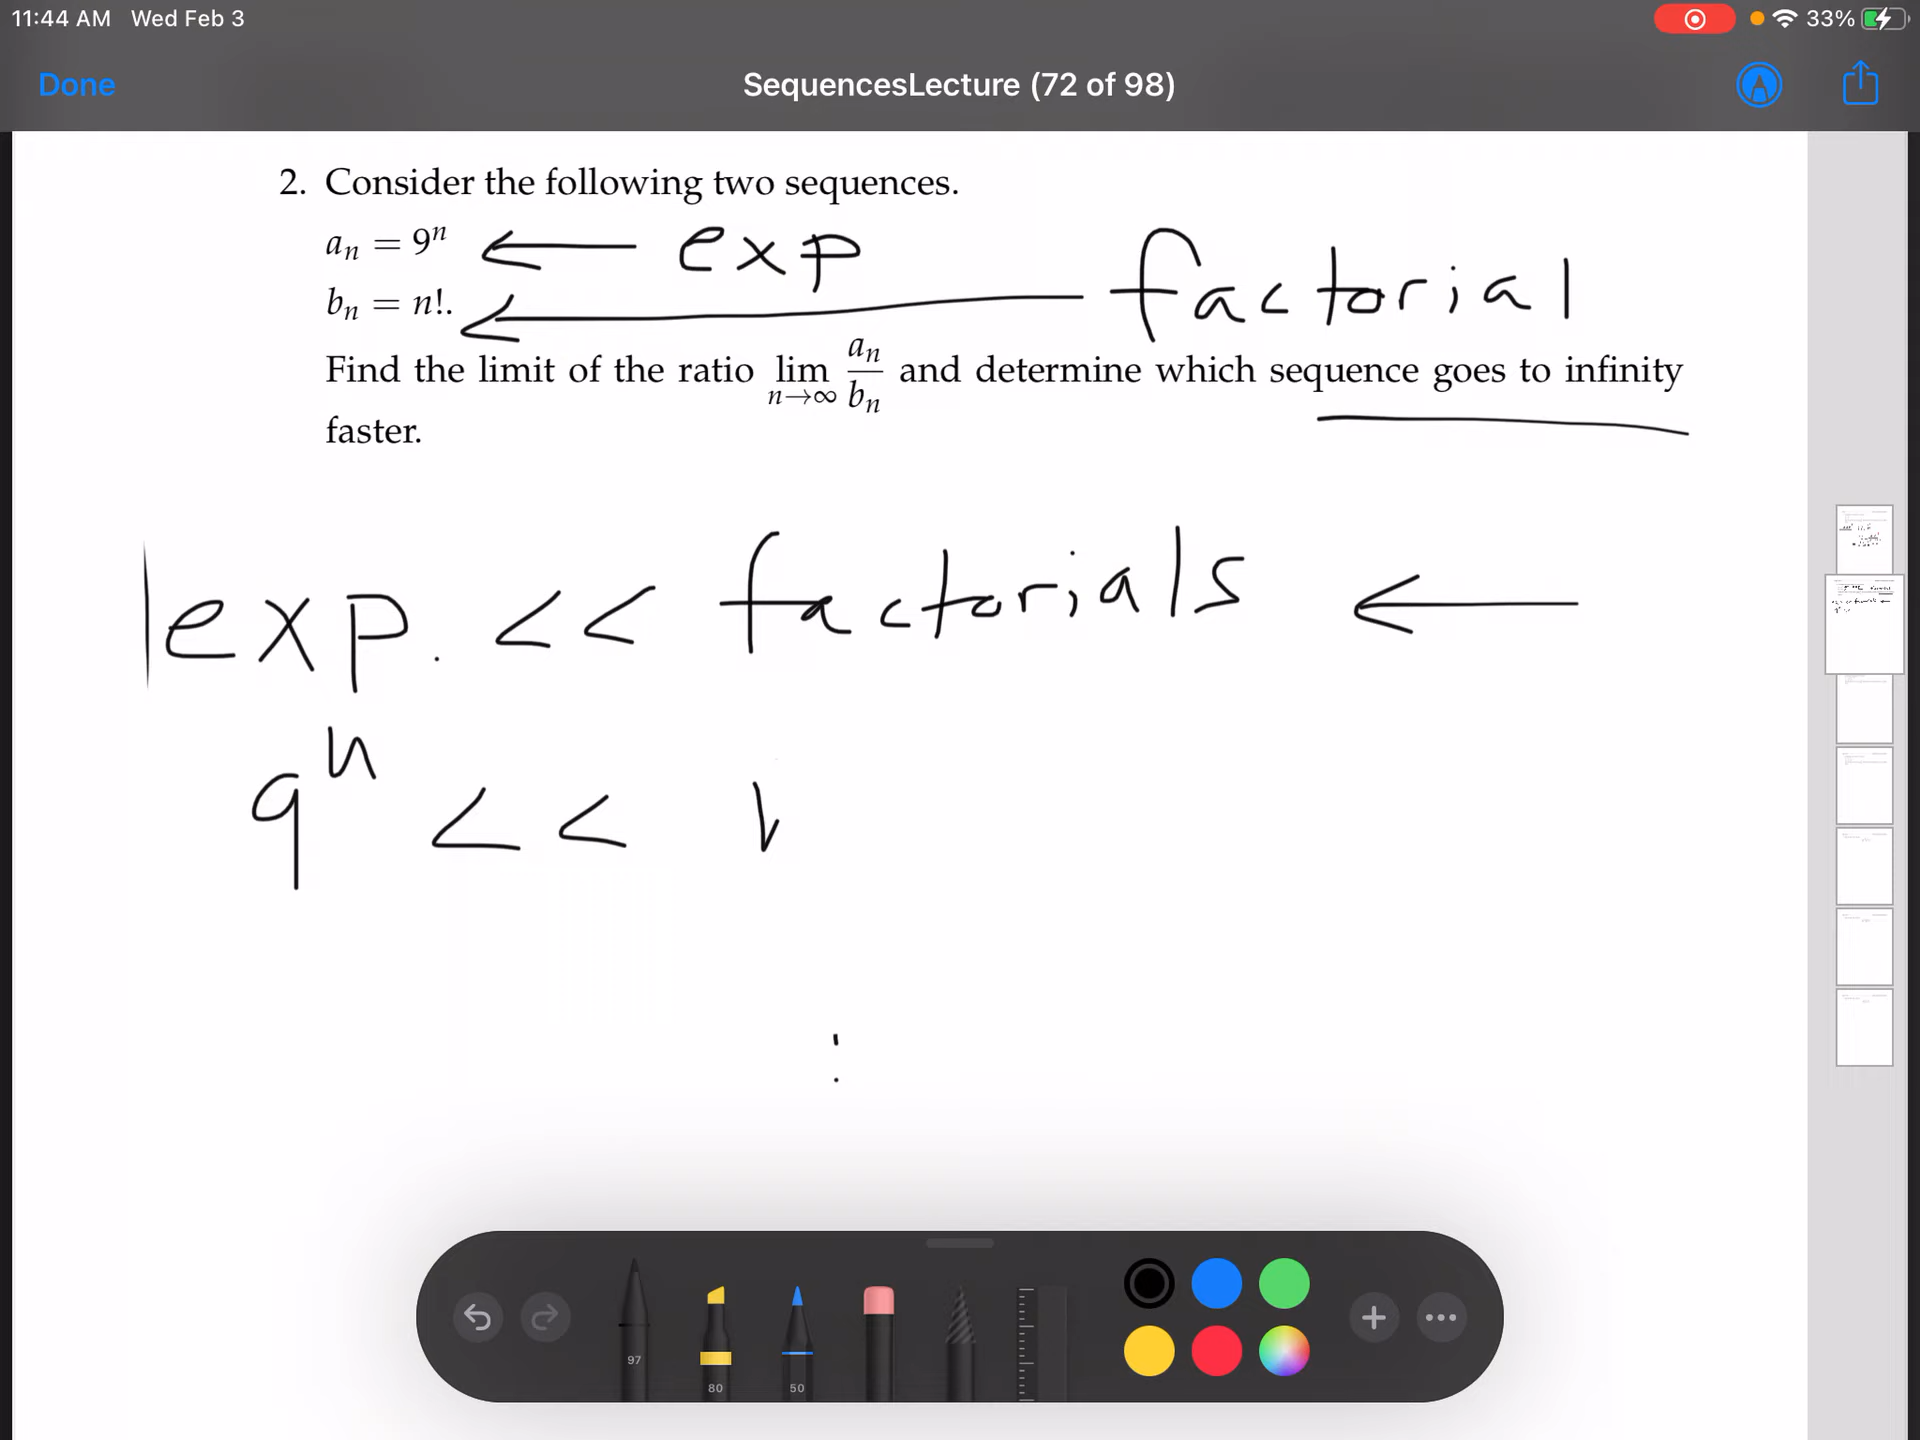 11:44 AM Wed Feb 3 33%
Done SequencesLecture (72 of 98)
2. Consider the following two sequences.
aₙ = 9ⁿ ← exp
bₙ = n!. ← factorial
Find the limit of the ratio lim n→∞ aₙ/bₙ and determine which sequence goes to infinity
faster.
exp. << factorials ←
9ⁿ <<
97 80 50